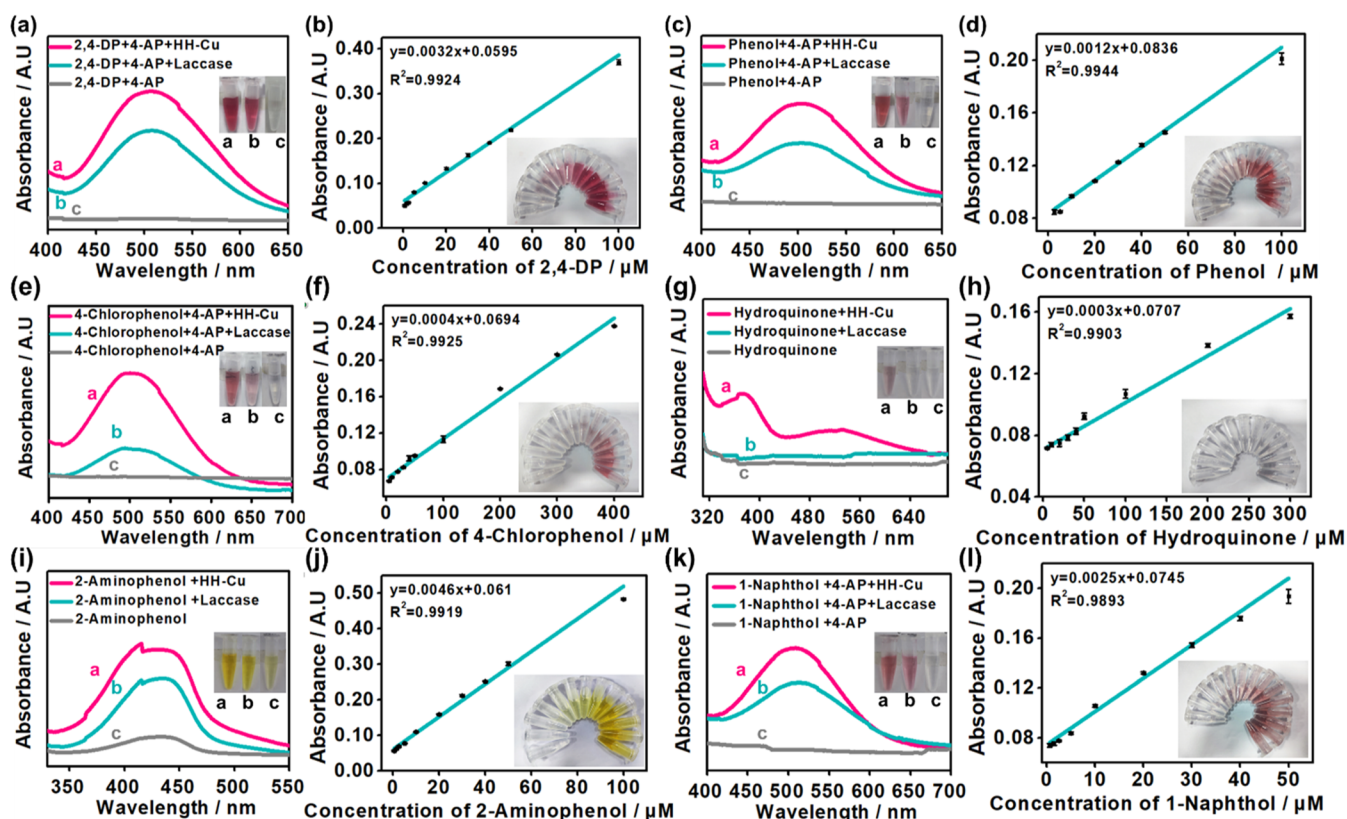 (a)
2,4-DP+4-AP+HH-Cu
2,4-DP+4-AP+Laccase
2,4-DP+4-AP
a
b
c
a b c
Absorbance / A.U
400 450 500 550 600 650
Wavelength / nm
(b)
y=0.0032x+0.0595
R²=0.9924
Absorbance / A.U
0.40
0.30
0.20
0.10
0.00
0 20 40 60 80 100
Concentration of 2,4-DP / μM
(c)
Phenol+4-AP+HH-Cu
Phenol+4-AP+Laccase
Phenol+4-AP
a
b
c
a b c
Absorbance / A.U
400 450 500 550 600 650
Wavelength / nm
(d)
y=0.0012x+0.0836
R²=0.9944
Absorbance / A.U
0.20
0.16
0.12
0.08
0 20 40 60 80 100
Concentration of Phenol / μM
(e)
4-Chlorophenol+4-AP+HH-Cu
4-Chlorophenol+4-AP+Laccase
4-Chlorophenol+4-AP
a
b
c
a b c
Absorbance / A.U
400 450 500 550 600 650 700
Wavelength / nm
(f)
y=0.0004x+0.0694
R²=0.9925
Absorbance / A.U
0.24
0.20
0.16
0.12
0.08
0 100 200 300 400
Concentration of 4-Chlorophenol / μM
(g)
Hydroquinone+HH-Cu
Hydroquinone+Laccase
Hydroquinone
a
b
c
a b c
Absorbance / A.U
320 400 480 560 640
Wavelength / nm
(h)
y=0.0003x+0.0707
R²=0.9903
Absorbance / A.U
0.16
0.12
0.08
0.04
0 50 100 150 200 250 300
Concentration of Hydroquinone / μM
(i)
2-Aminophenol +HH-Cu
2-Aminophenol +Laccase
2-Aminophenol
a
b
c
a b c
Absorbance / A.U
350 400 450 500 550
Wavelength / nm
(j)
y=0.0046x+0.061
R²=0.9919
Absorbance / A.U
0.50
0.40
0.30
0.20
0.10
0.00
0 20 40 60 80 100
Concentration of 2-Aminophenol / μM
(k)
1-Naphthol +4-AP+HH-Cu
1-Naphthol +4-AP+Laccase
1-Naphthol +4-AP
a
b
c
a b c
Absorbance / A.U
400 450 500 550 600 650 700
Wavelength / nm
(l)
y=0.0025x+0.0745
R²=0.9893
Absorbance / A.U
0.20
0.16
0.12
0.08
0 10 20 30 40 50
Concentration of 1-Naphthol / μM